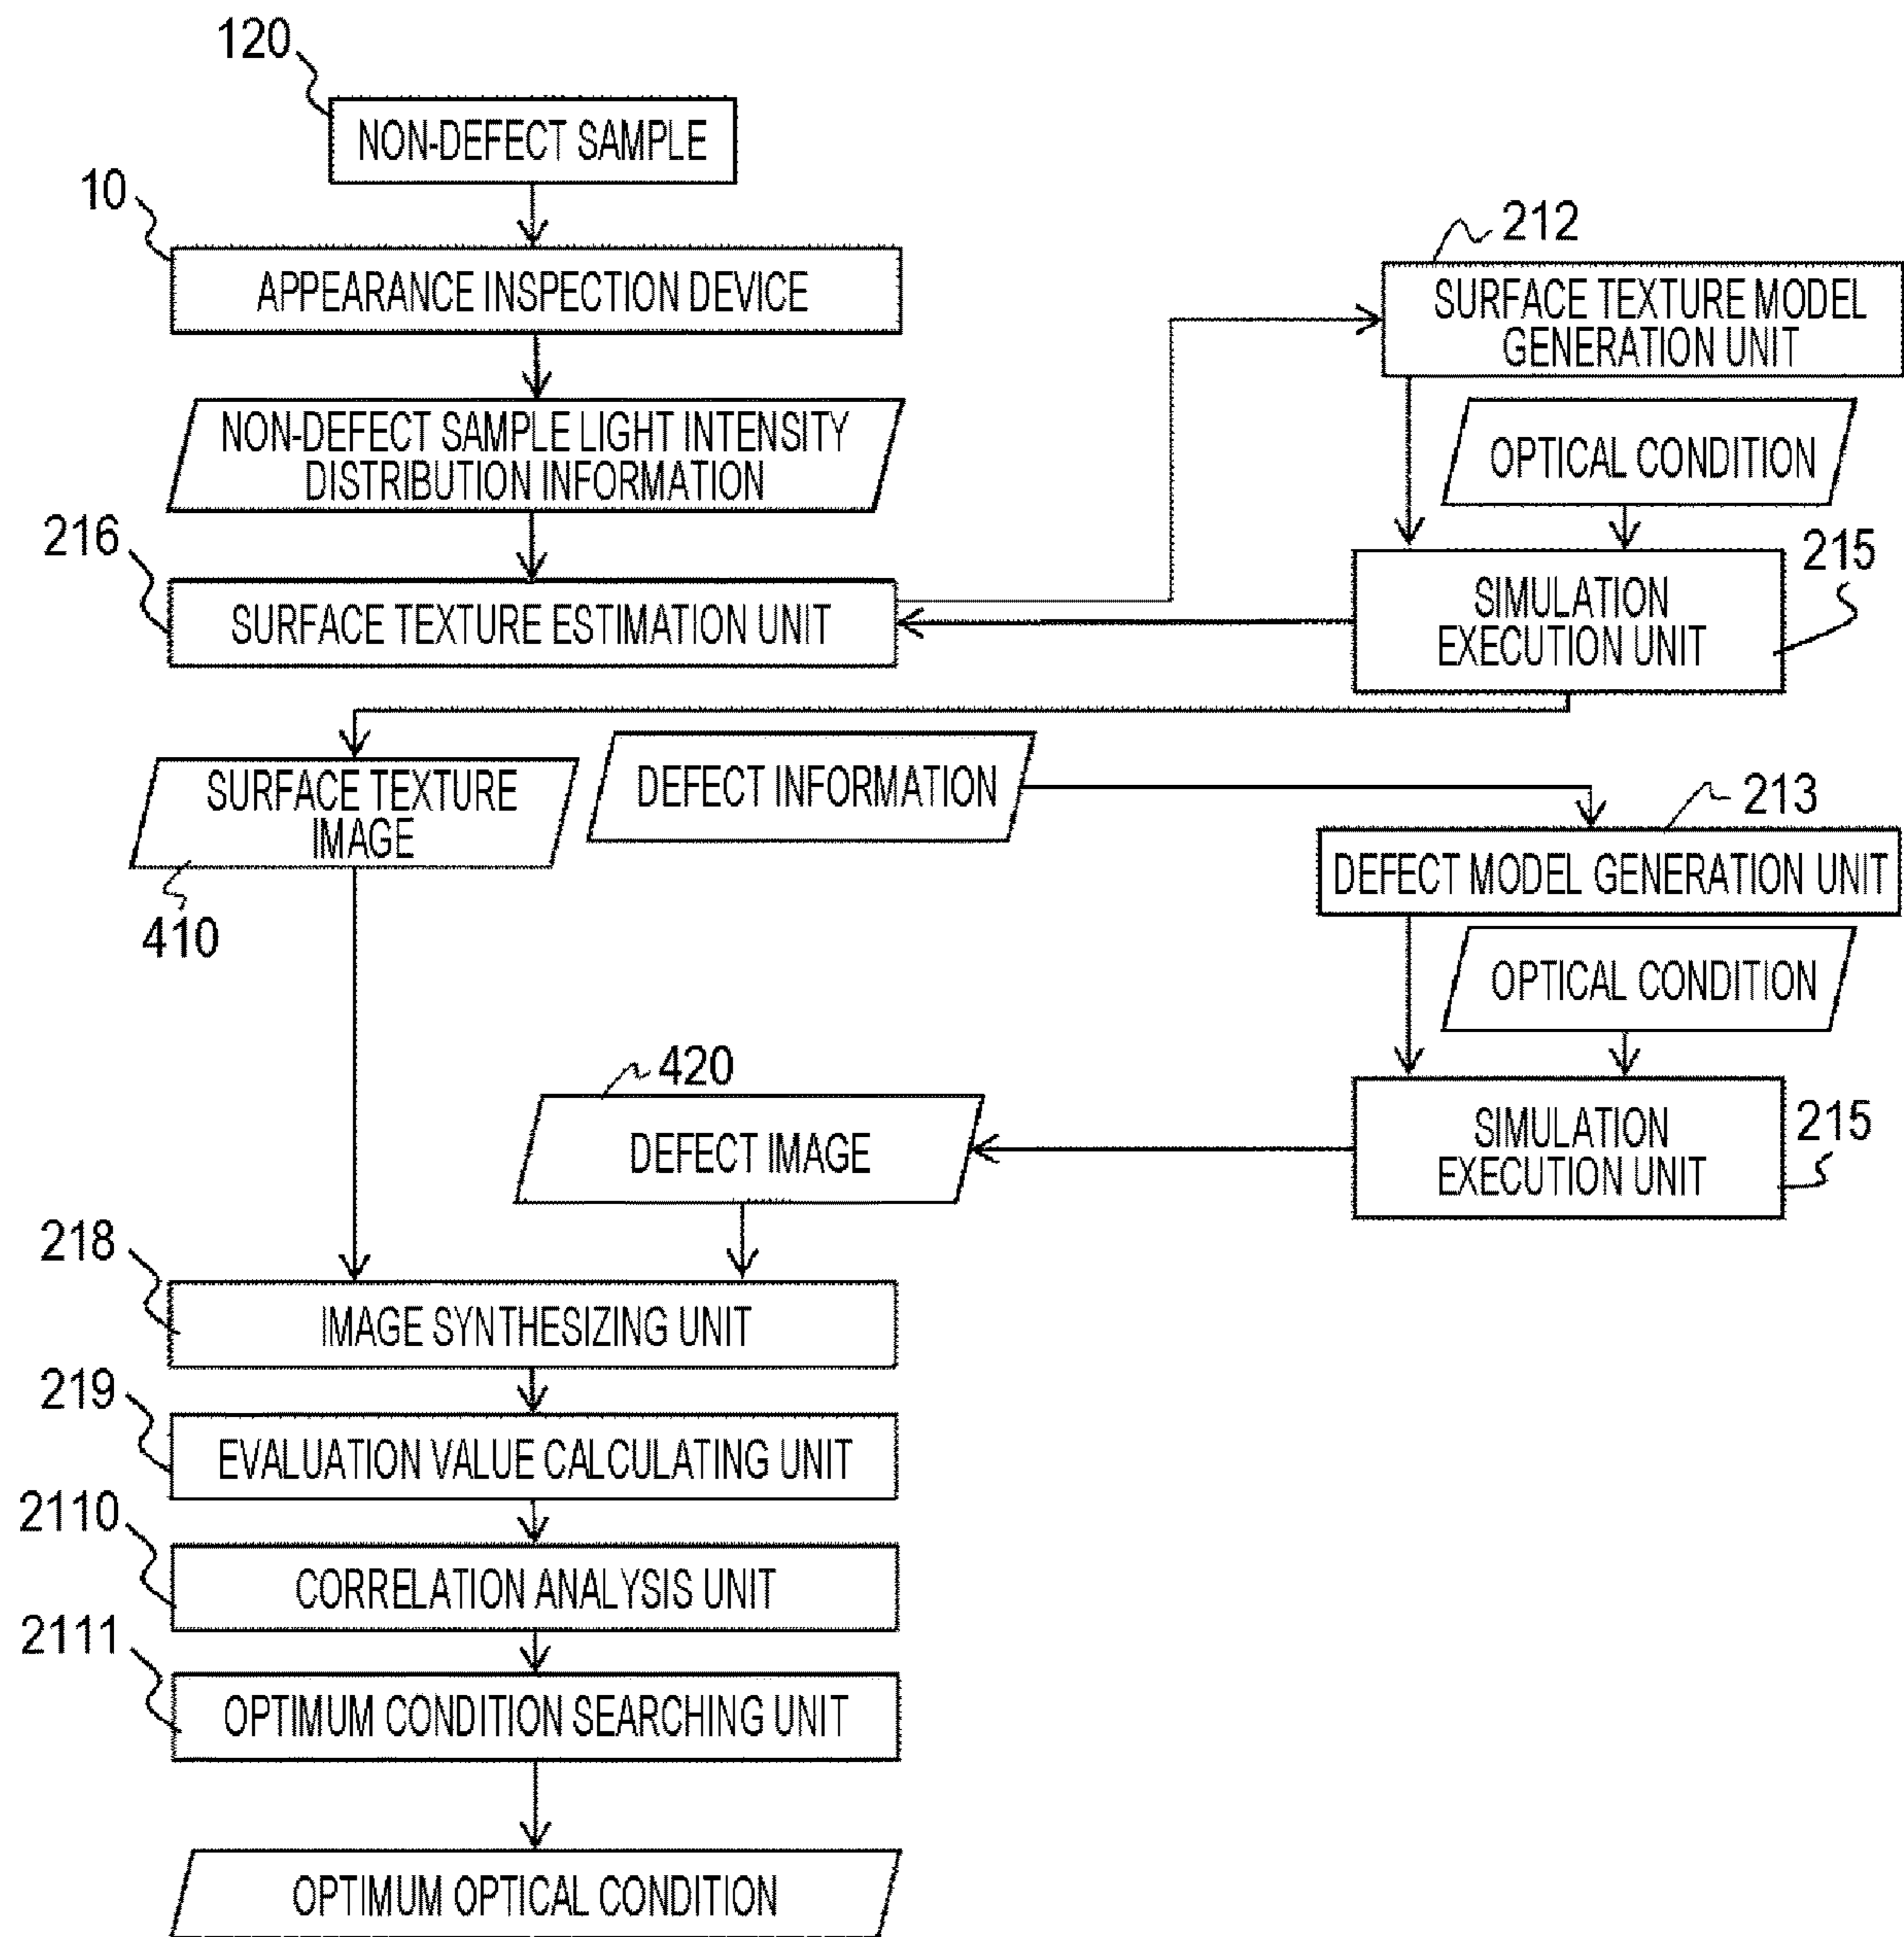 120
NON-DEFECT SAMPLE
10
APPEARANCE INSPECTION DEVICE
212
SURFACE TEXTURE MODEL
GENERATION UNIT
NON-DEFECT SAMPLE LIGHT INTENSITY
DISTRIBUTION INFORMATION
OPTICAL CONDITION
216
SURFACE TEXTURE ESTIMATION UNIT
215
SIMULATION
EXECUTION UNIT
SURFACE TEXTURE
IMAGE
410
DEFECT INFORMATION
213
DEFECT MODEL GENERATION UNIT
OPTICAL CONDITION
420
DEFECT IMAGE
215
SIMULATION
EXECUTION UNIT
218
IMAGE SYNTHESIZING UNIT
219
EVALUATION VALUE CALCULATING UNIT
2110
CORRELATION ANALYSIS UNIT
2111
OPTIMUM CONDITION SEARCHING UNIT
OPTIMUM OPTICAL CONDITION